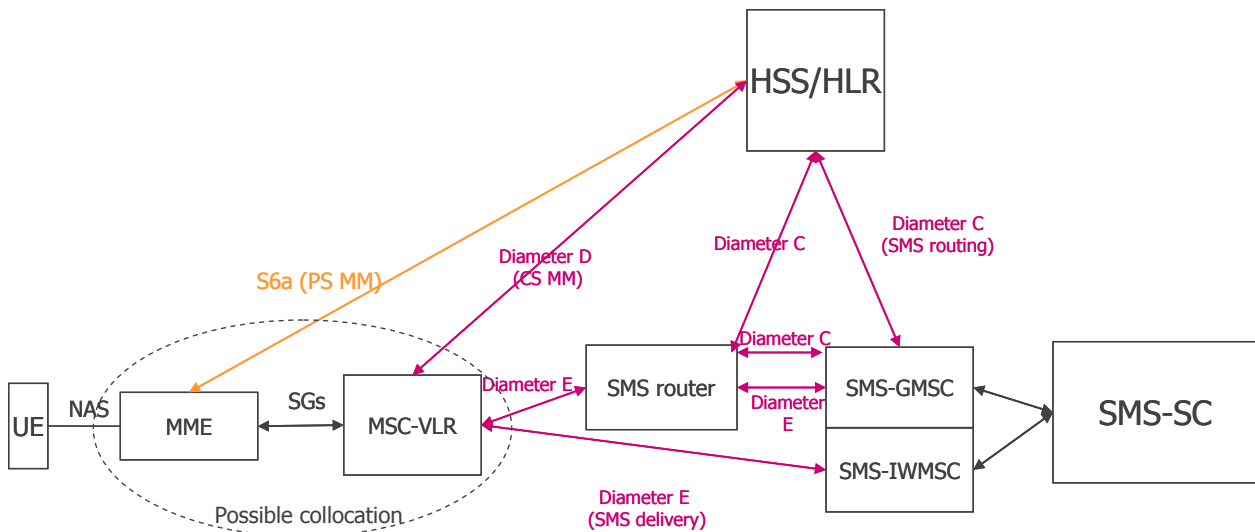 HSS/HLR
Diameter C
(SMS routing)
Diameter C
Diameter D
(CS MM)
S6a (PS MM)
Diameter C
SMS router
SMS-GMSC
Diameter E
Diameter
E
SMS-SC
UE
NAS
MME
SGs
MSC-VLR
SMS-IWMSC
Diameter E
(SMS delivery)
Possible collocation